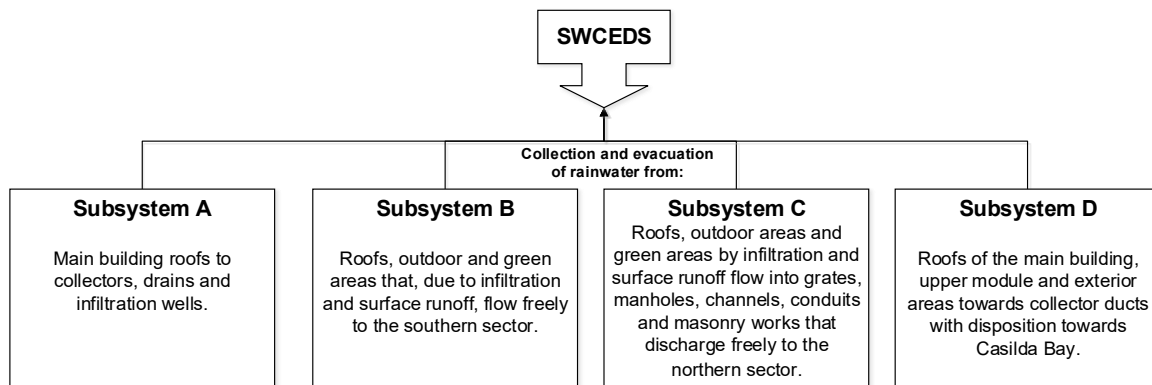 SWCEDS
Collection and evacuation
of rainwater from:
Subsystem A
Main building roofs to
collectors, drains and
infiltration wells.
Subsystem B
Roofs, outdoor and green
areas that, due to infiltration
and surface runoff, flow freely
to the southern sector.
Subsystem C
Roofs, outdoor areas and
green areas by infiltration and
surface runoff flow into grates,
manholes, channels, conduits
and masonry works that
discharge freely to the
northern sector.
Subsystem D
Roofs of the main building,
upper module and exterior
areas towards collector ducts
with disposition towards
Casilda Bay.